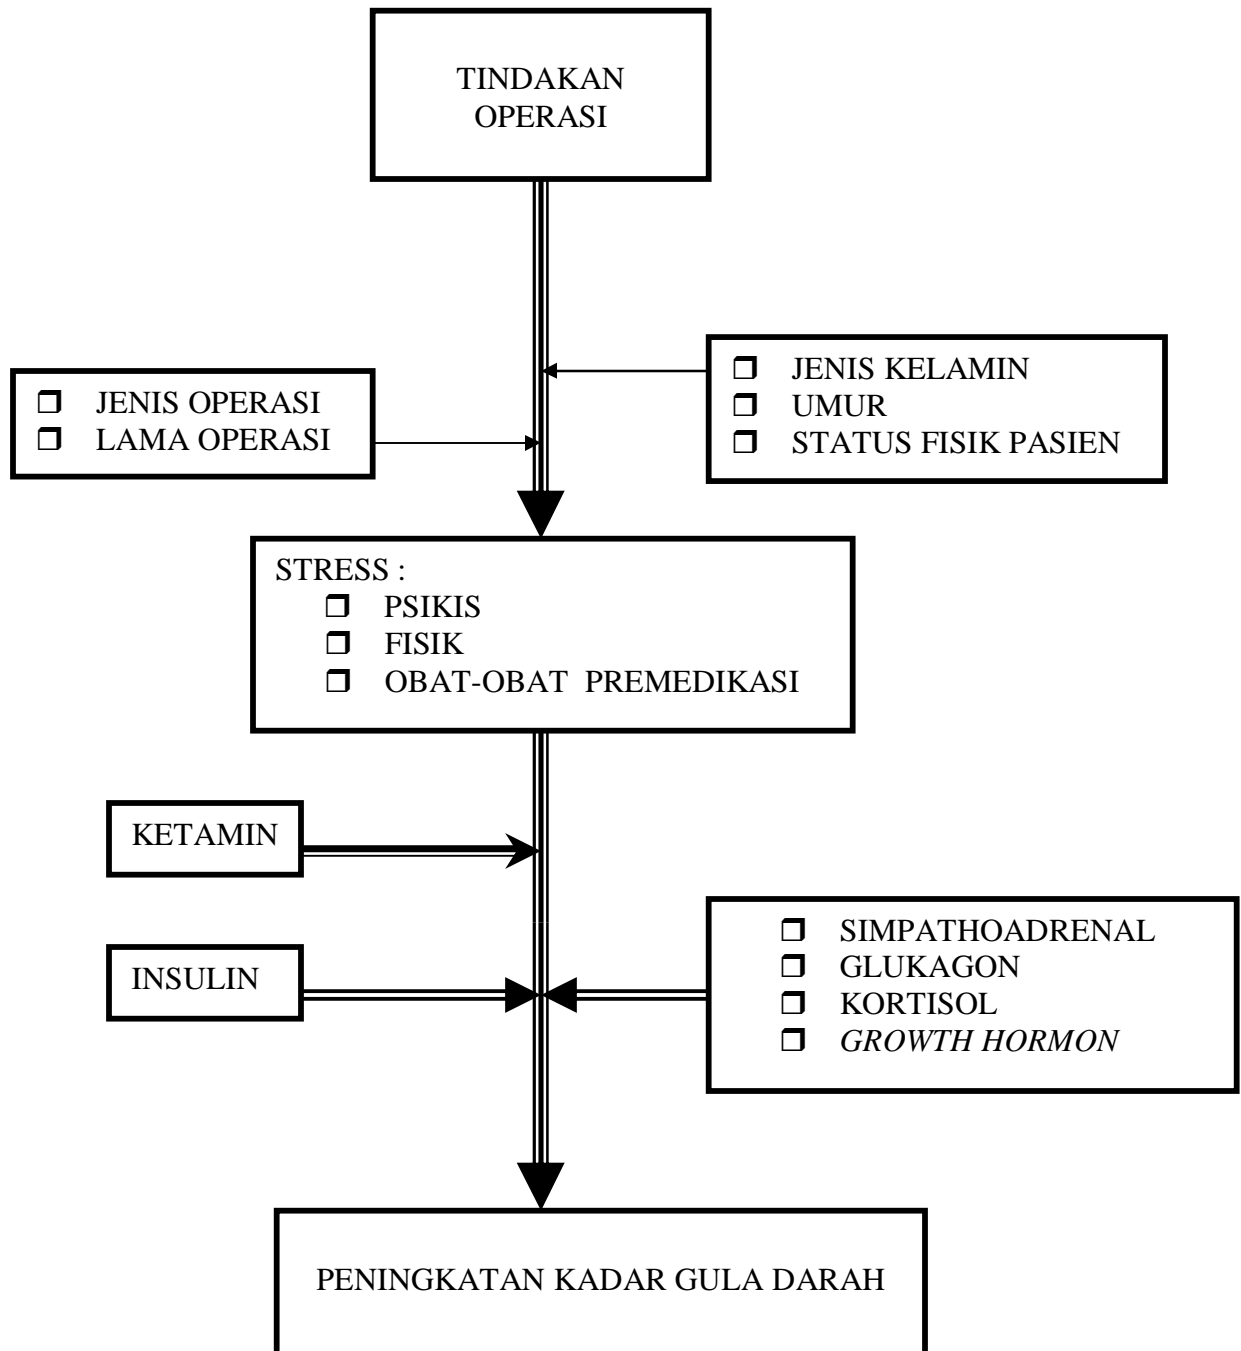 TINDAKAN
OPERASI
JENIS OPERASI
LAMA OPERASI
JENIS KELAMIN
UMUR
STATUS FISIK PASIEN
STRESS :
PSIKIS
FISIK
OBAT-OBAT PREMEDIKASI
KETAMIN
INSULIN
SIMPATHOADRENAL
GLUKAGON
KORTISOL
GROWTH HORMON
PENINGKATAN KADAR GULA DARAH